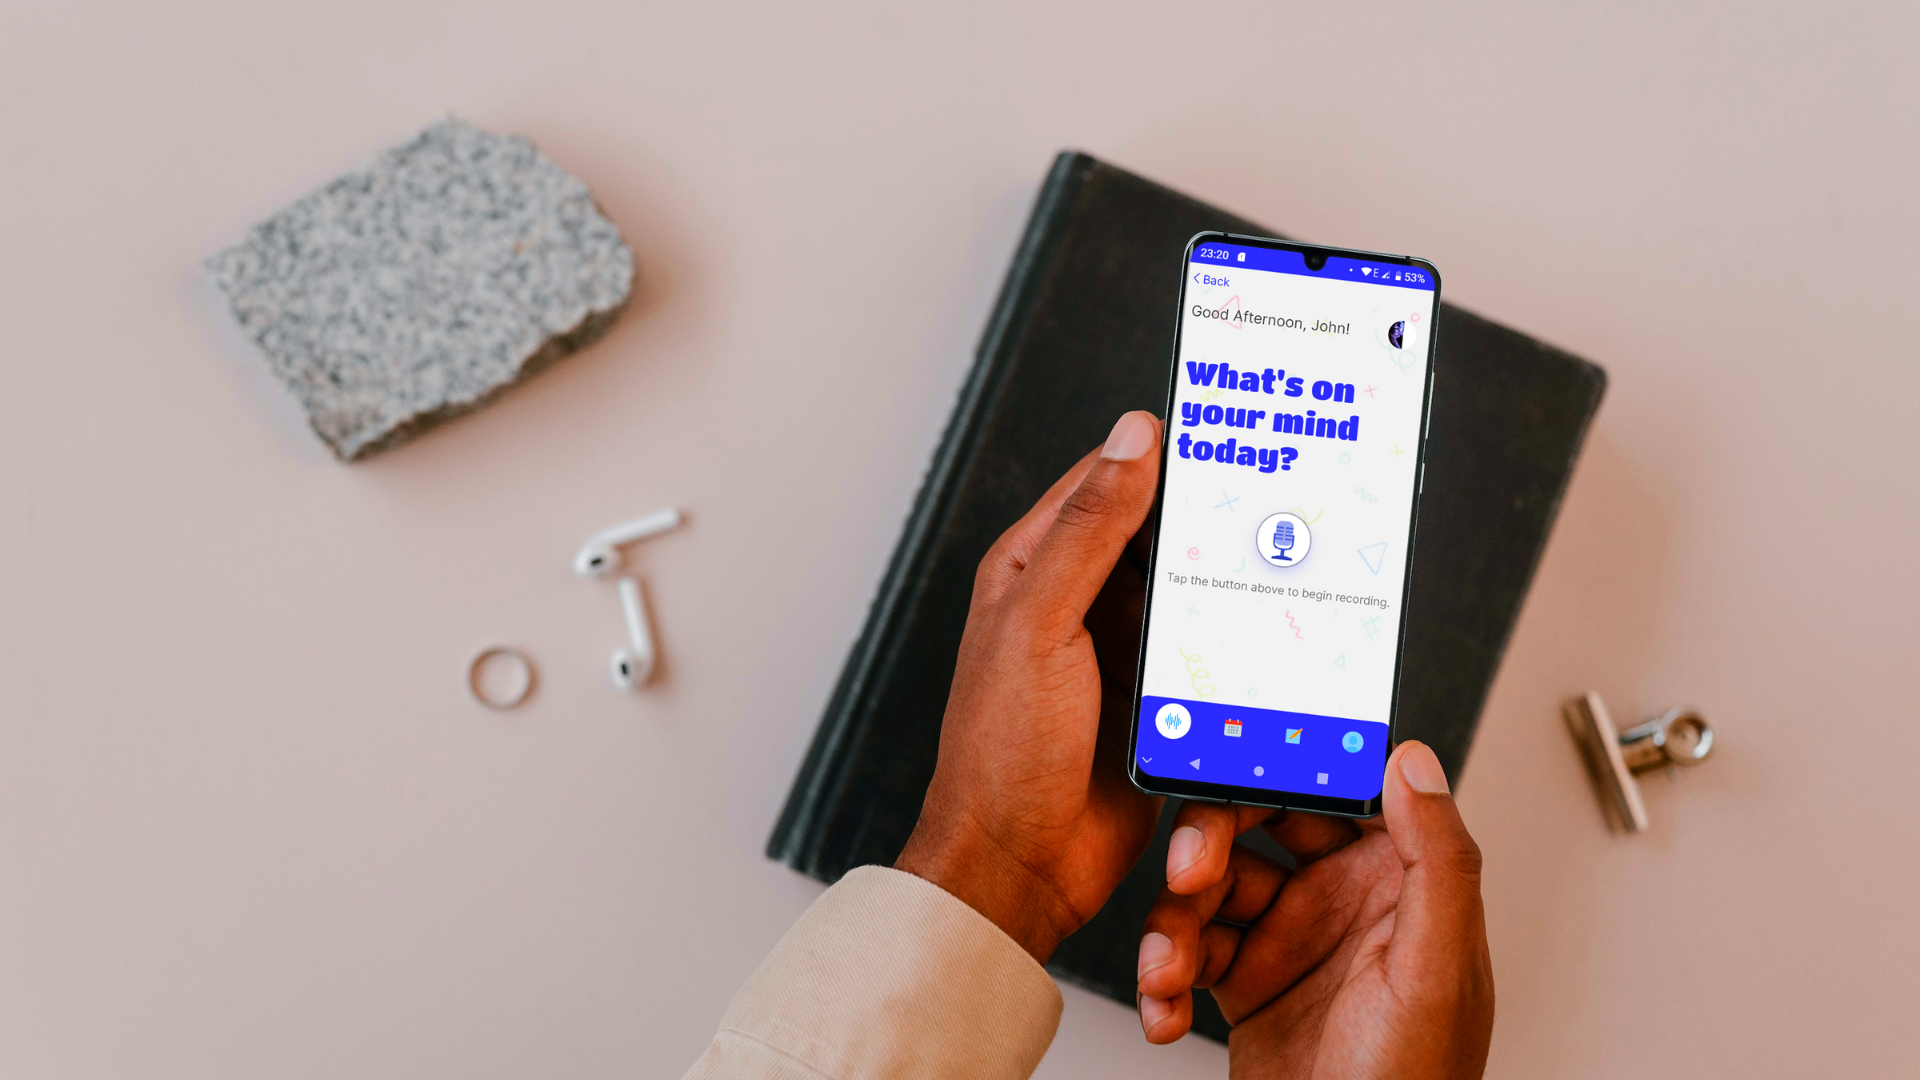 23:20 E 53%
Back
Good Afternoon, John!
What's on
your mind
today?
Tap the button above to begin recording.